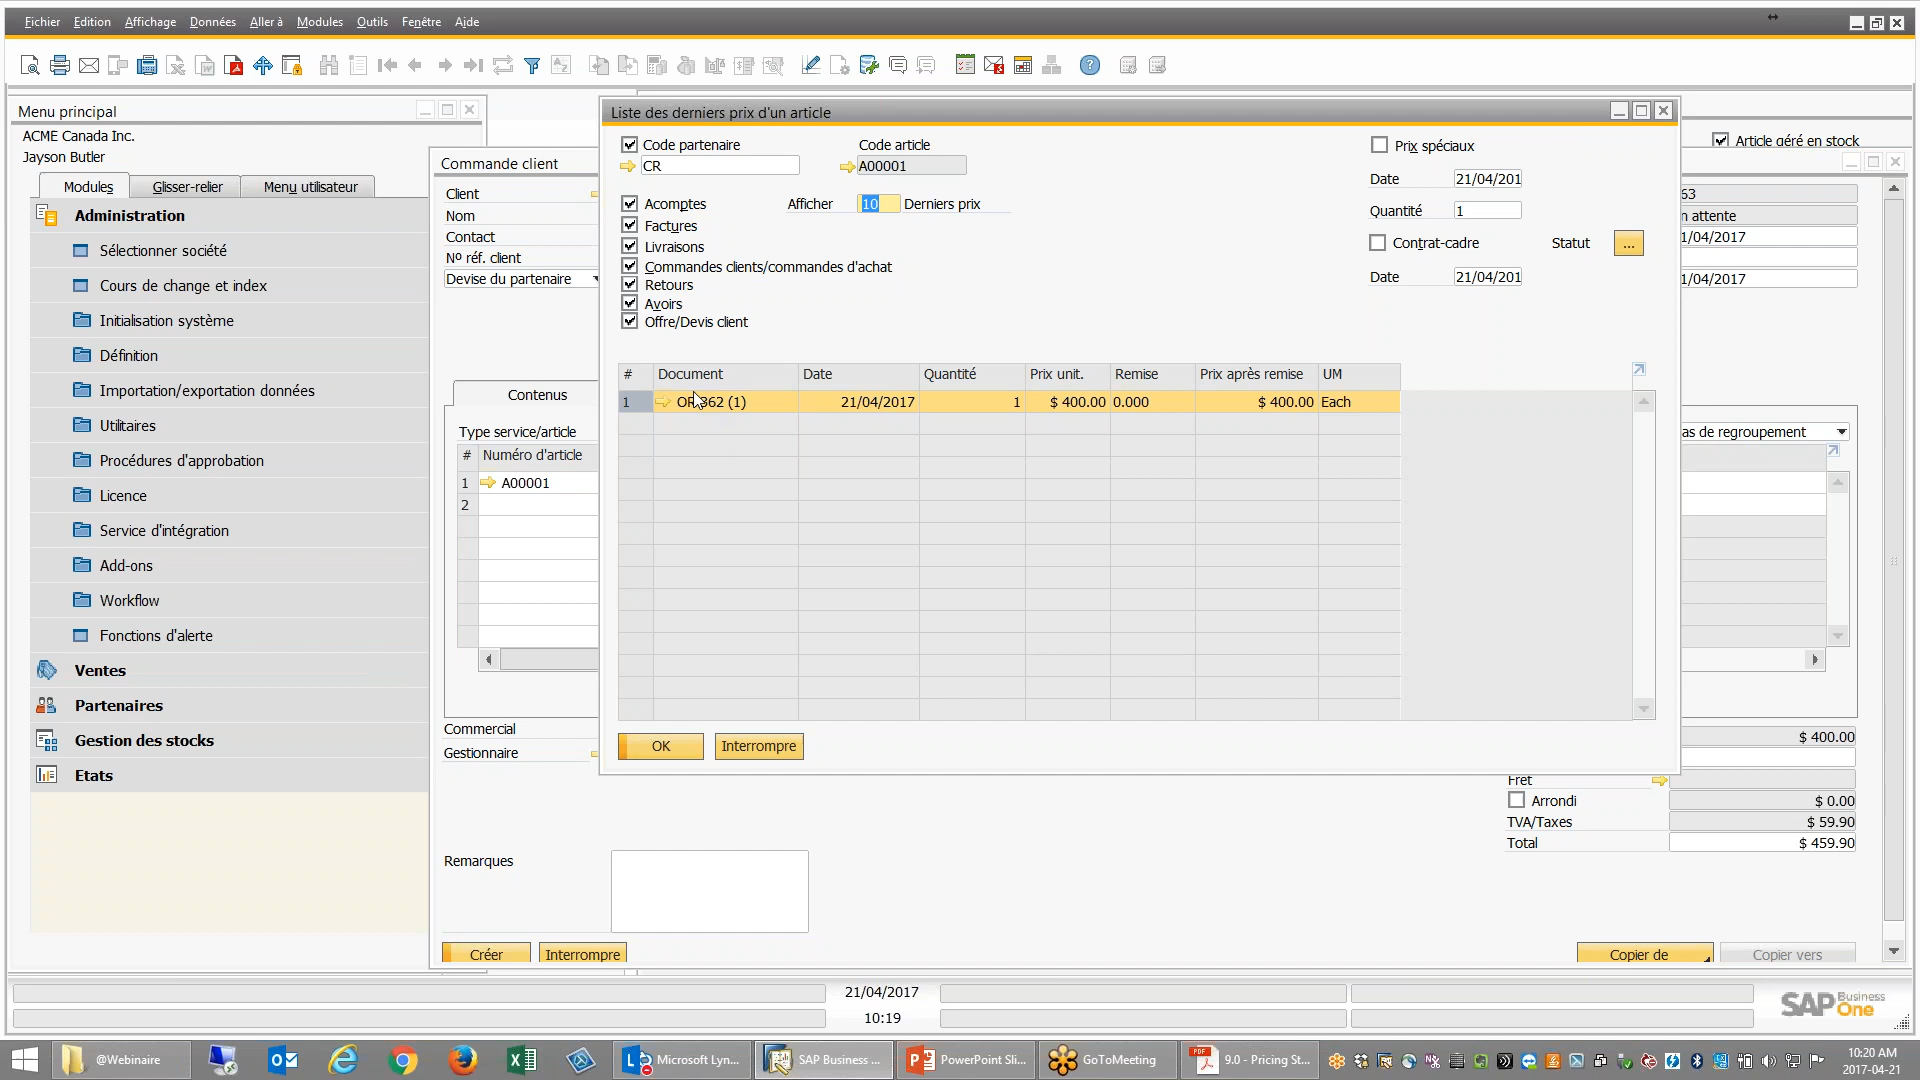 Fichier Edition Affichage Données Aller à Modules Outils Fenêtre Aide
Menu principal
ACME Canada Inc.
Jayson Butler
Modules Glisser-relier Menu utilisateur
Administration
Sélectionner société
Cours de change et index
Initialisation système
Définition
Importation/exportation données
Utilitaires
Procédures d'approbation
Licence
Service d'intégration
Add-ons
Workflow
Fonctions d'alerte
Ventes
Partenaires
Gestion des stocks
Etats
Commande client
Client
Nom
Contact
Nº réf. client
Devise du partenaire
Contenus
Type service/article
# Numéro d'article
1 A00001
2
Commercial
Gestionnaire
Remarques
Créer Interrompre
Liste des derniers prix d'un article
Code partenaire Code article
CR A00001
Acomptes Afficher 10 Derniers prix
Factures
Livraisons
Commandes clients/commandes d'achat
Retours
Avoirs
Offre/Devis client
Prix spéciaux
Date 21/04/201
Quantité 1
Contrat-cadre Statut ...
Date 21/04/201
# Document Date Quantité Prix unit. Remise Prix après remise UM
1 OR 362 (1) 21/04/2017 1 $ 400.00 0.000 $ 400.00 Each
OK Interrompre
Article géré en stock
63
n attente
1/04/2017
1/04/2017
as de regroupement
$ 400.00
Fret
Arrondi $ 0.00
TVA/Taxes $ 59.90
Total $ 459.90
Copier de Copier vers
21/04/2017
10:19
SAP Business One
@Webinaire Microsoft Lyn... SAP Business ... PowerPoint Sli... GoToMeeting 9.0 - Pricing St...
10:20 AM
2017-04-21